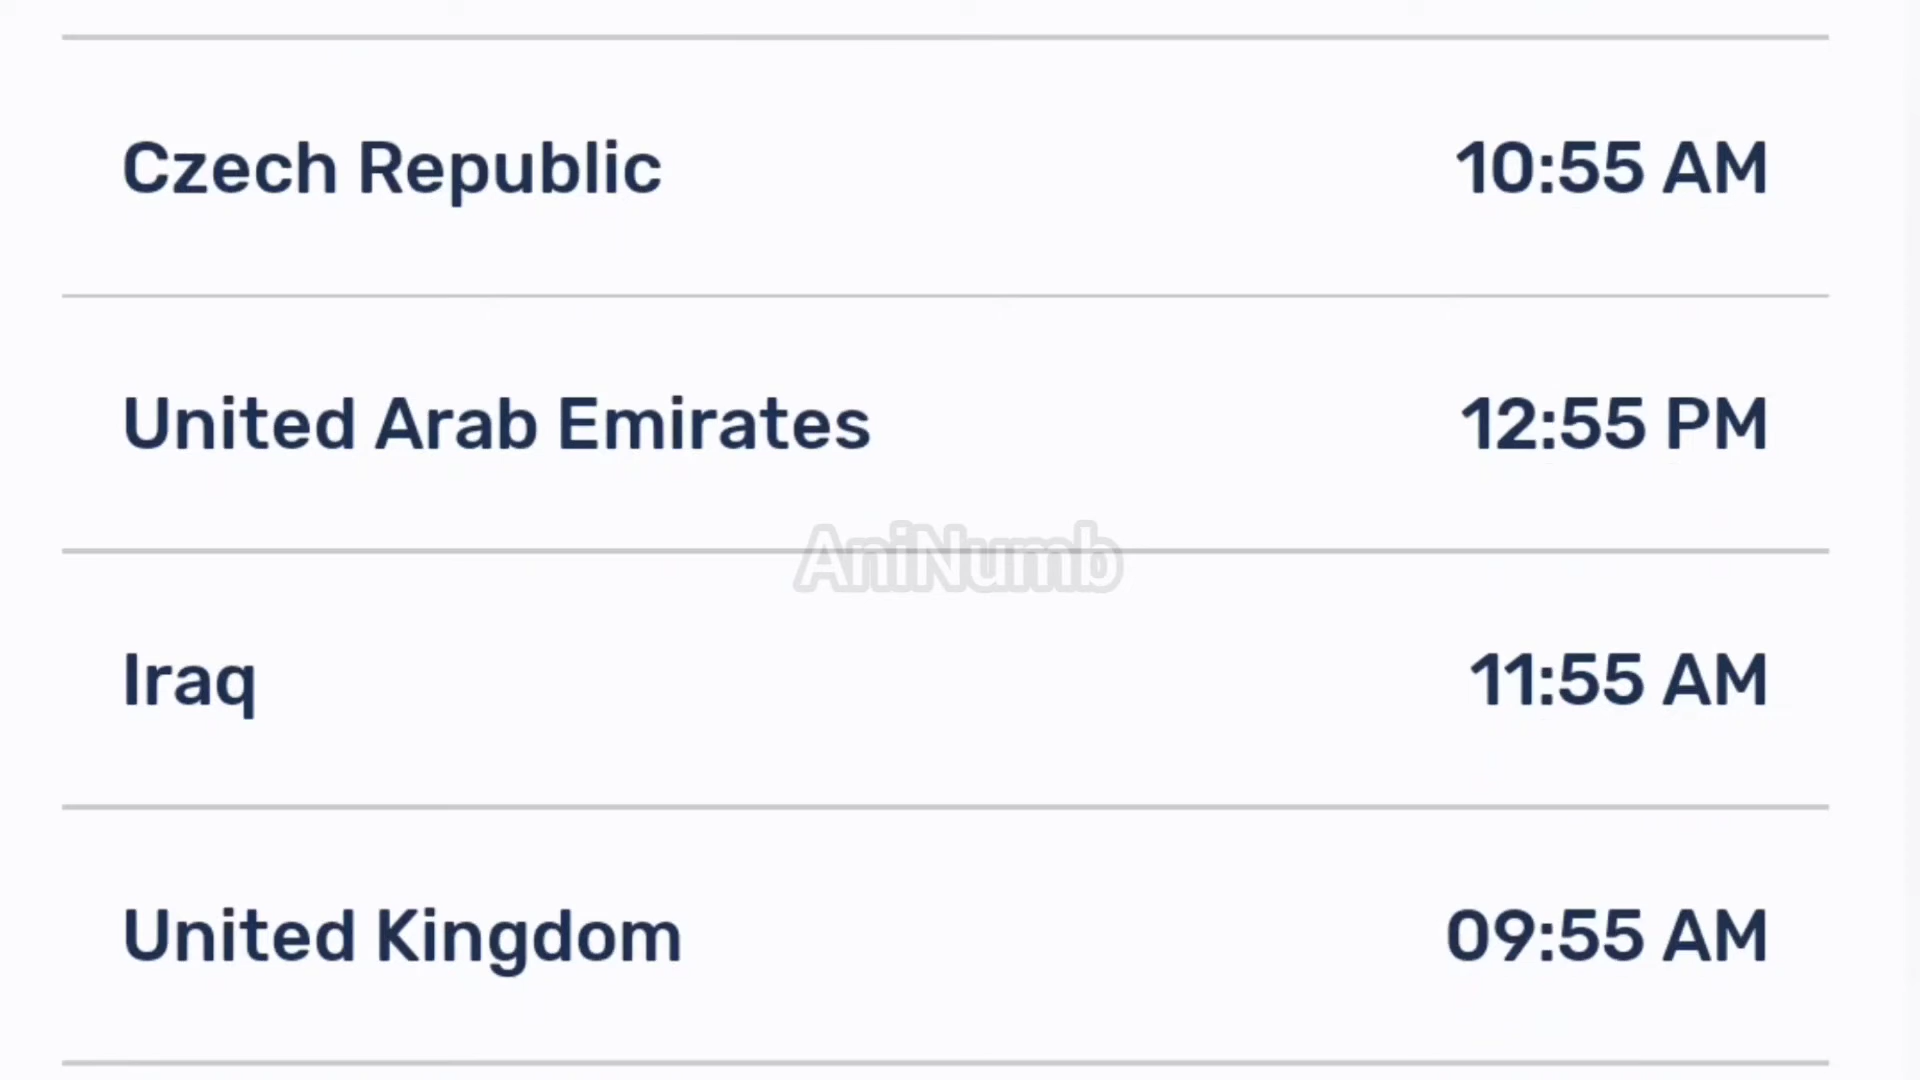 Czech Republic 10:55 AM
United Arab Emirates 12:55 PM
AniNumb
Iraq 11:55 AM
United Kingdom 09:55 AM